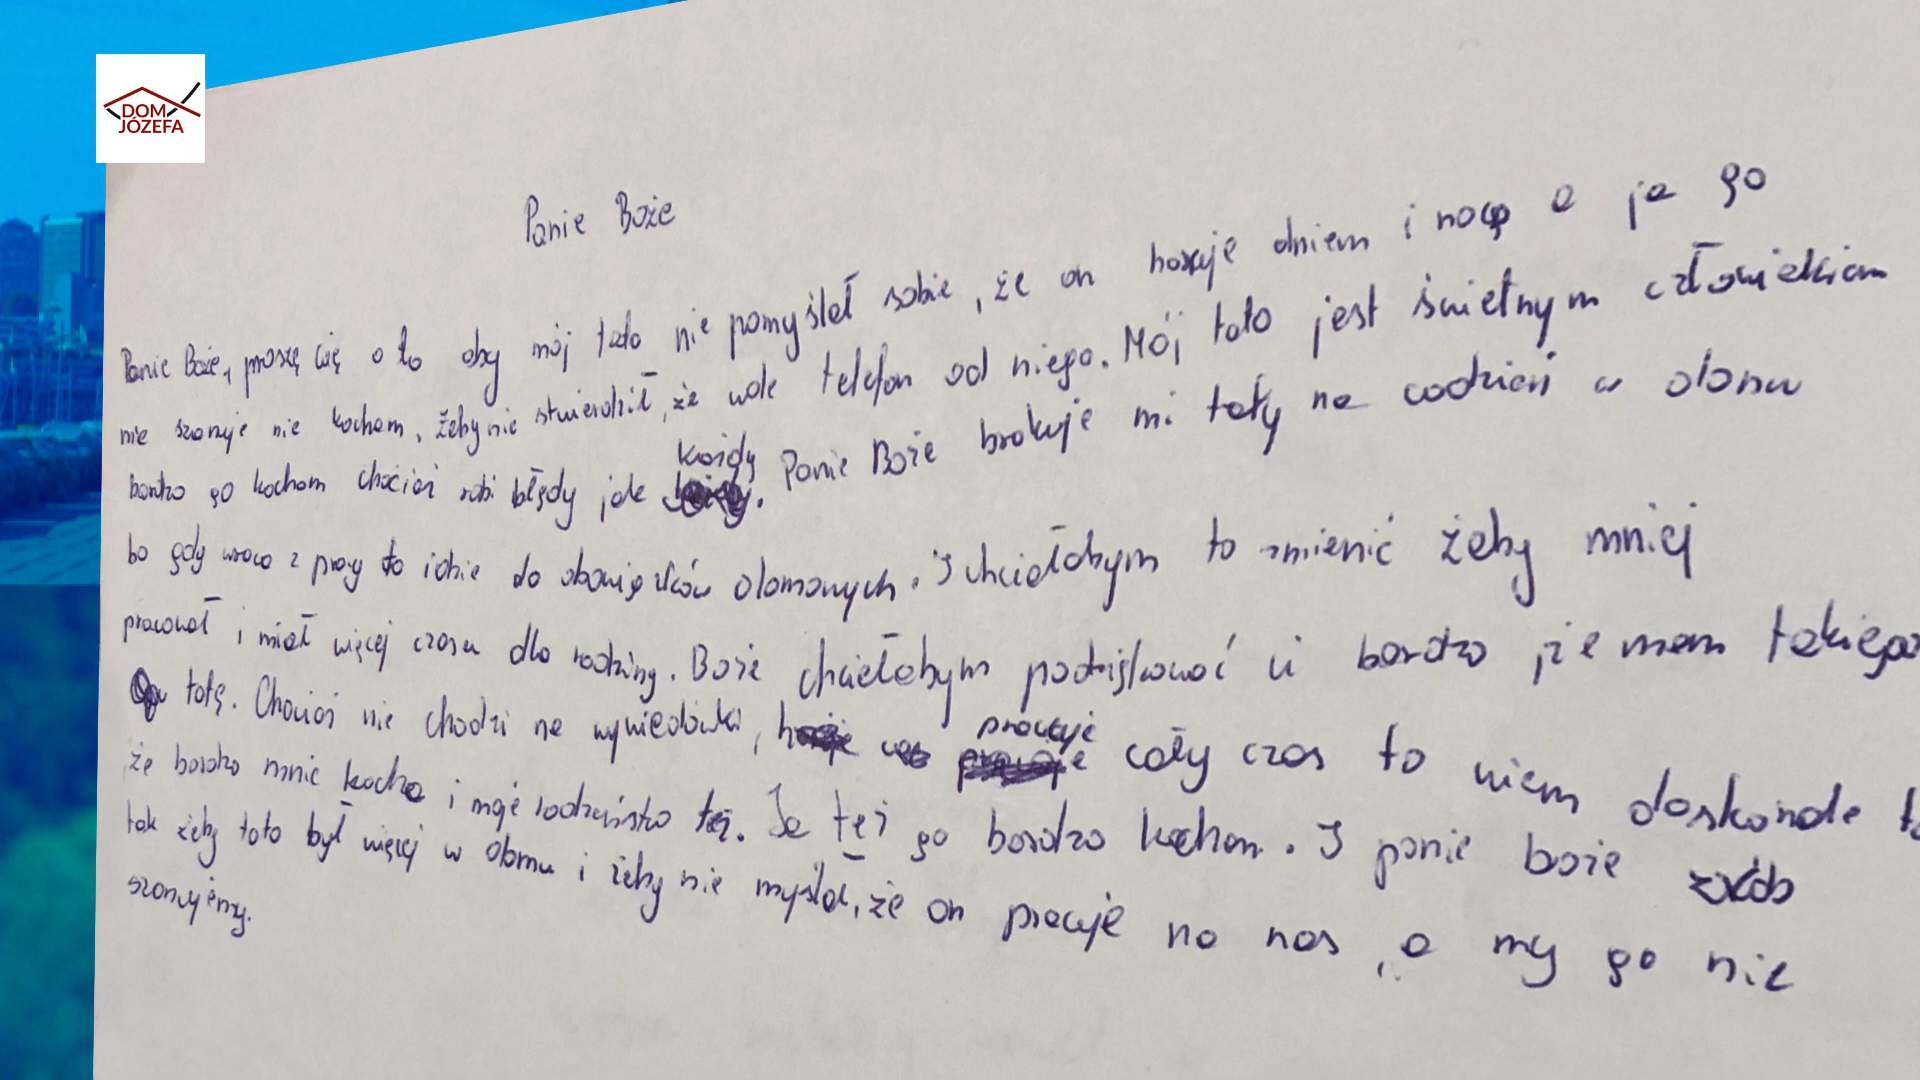 DOM
JÓZEFA
Panie Boże
Panie Boże, proszę cię o to aby mój tato nie pomyślał sobie, że on haruje dniem i nocą a ja go
nie szanuje nie kocham, żeby nie stwierdził, że wole telefon od niego. Mój tato jest świetnym człowiekiem
bardzo go kocham chociaż robi błędy jak każdy. Panie Boże brakuje mi taty na codzień w domu
bo gdy wraca z pracy to idzie do obowiązków domowych. I chciałabym to zmienić żeby mniej
pracował i miał więcej czasu dla rodziny. Boże chciałabym podziękować ci bardzo że mam takiego
tatę. Chociaż nie chodzi na wywiadówki, pracuje cały czas to wiem doskonale to
że bardzo mnie kocha i moje rodzeństwo też. Ja też go bardzo kocham. I panie boże zrób
tak żeby tato był więcej w domu i żeby nie myślał, że on pracuje na nas, a my go nie
szanujemy.